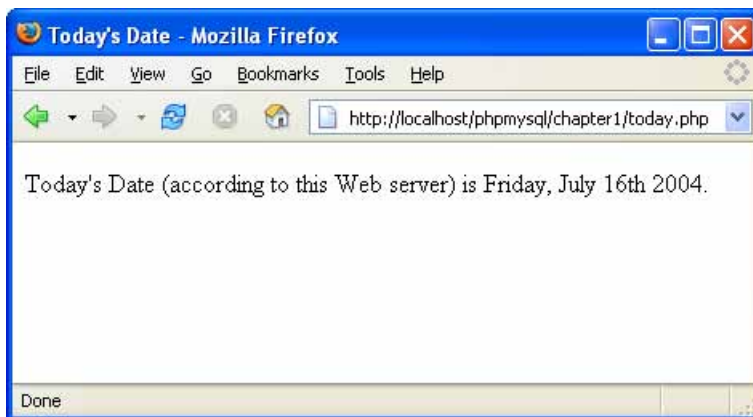 Today's Date - Mozilla Firefox
File Edit View Go Bookmarks Tools Help
http://localhost/phpmysql/chapter1/today.php
Today's Date (according to this Web server) is Friday, July 16th 2004.
Done